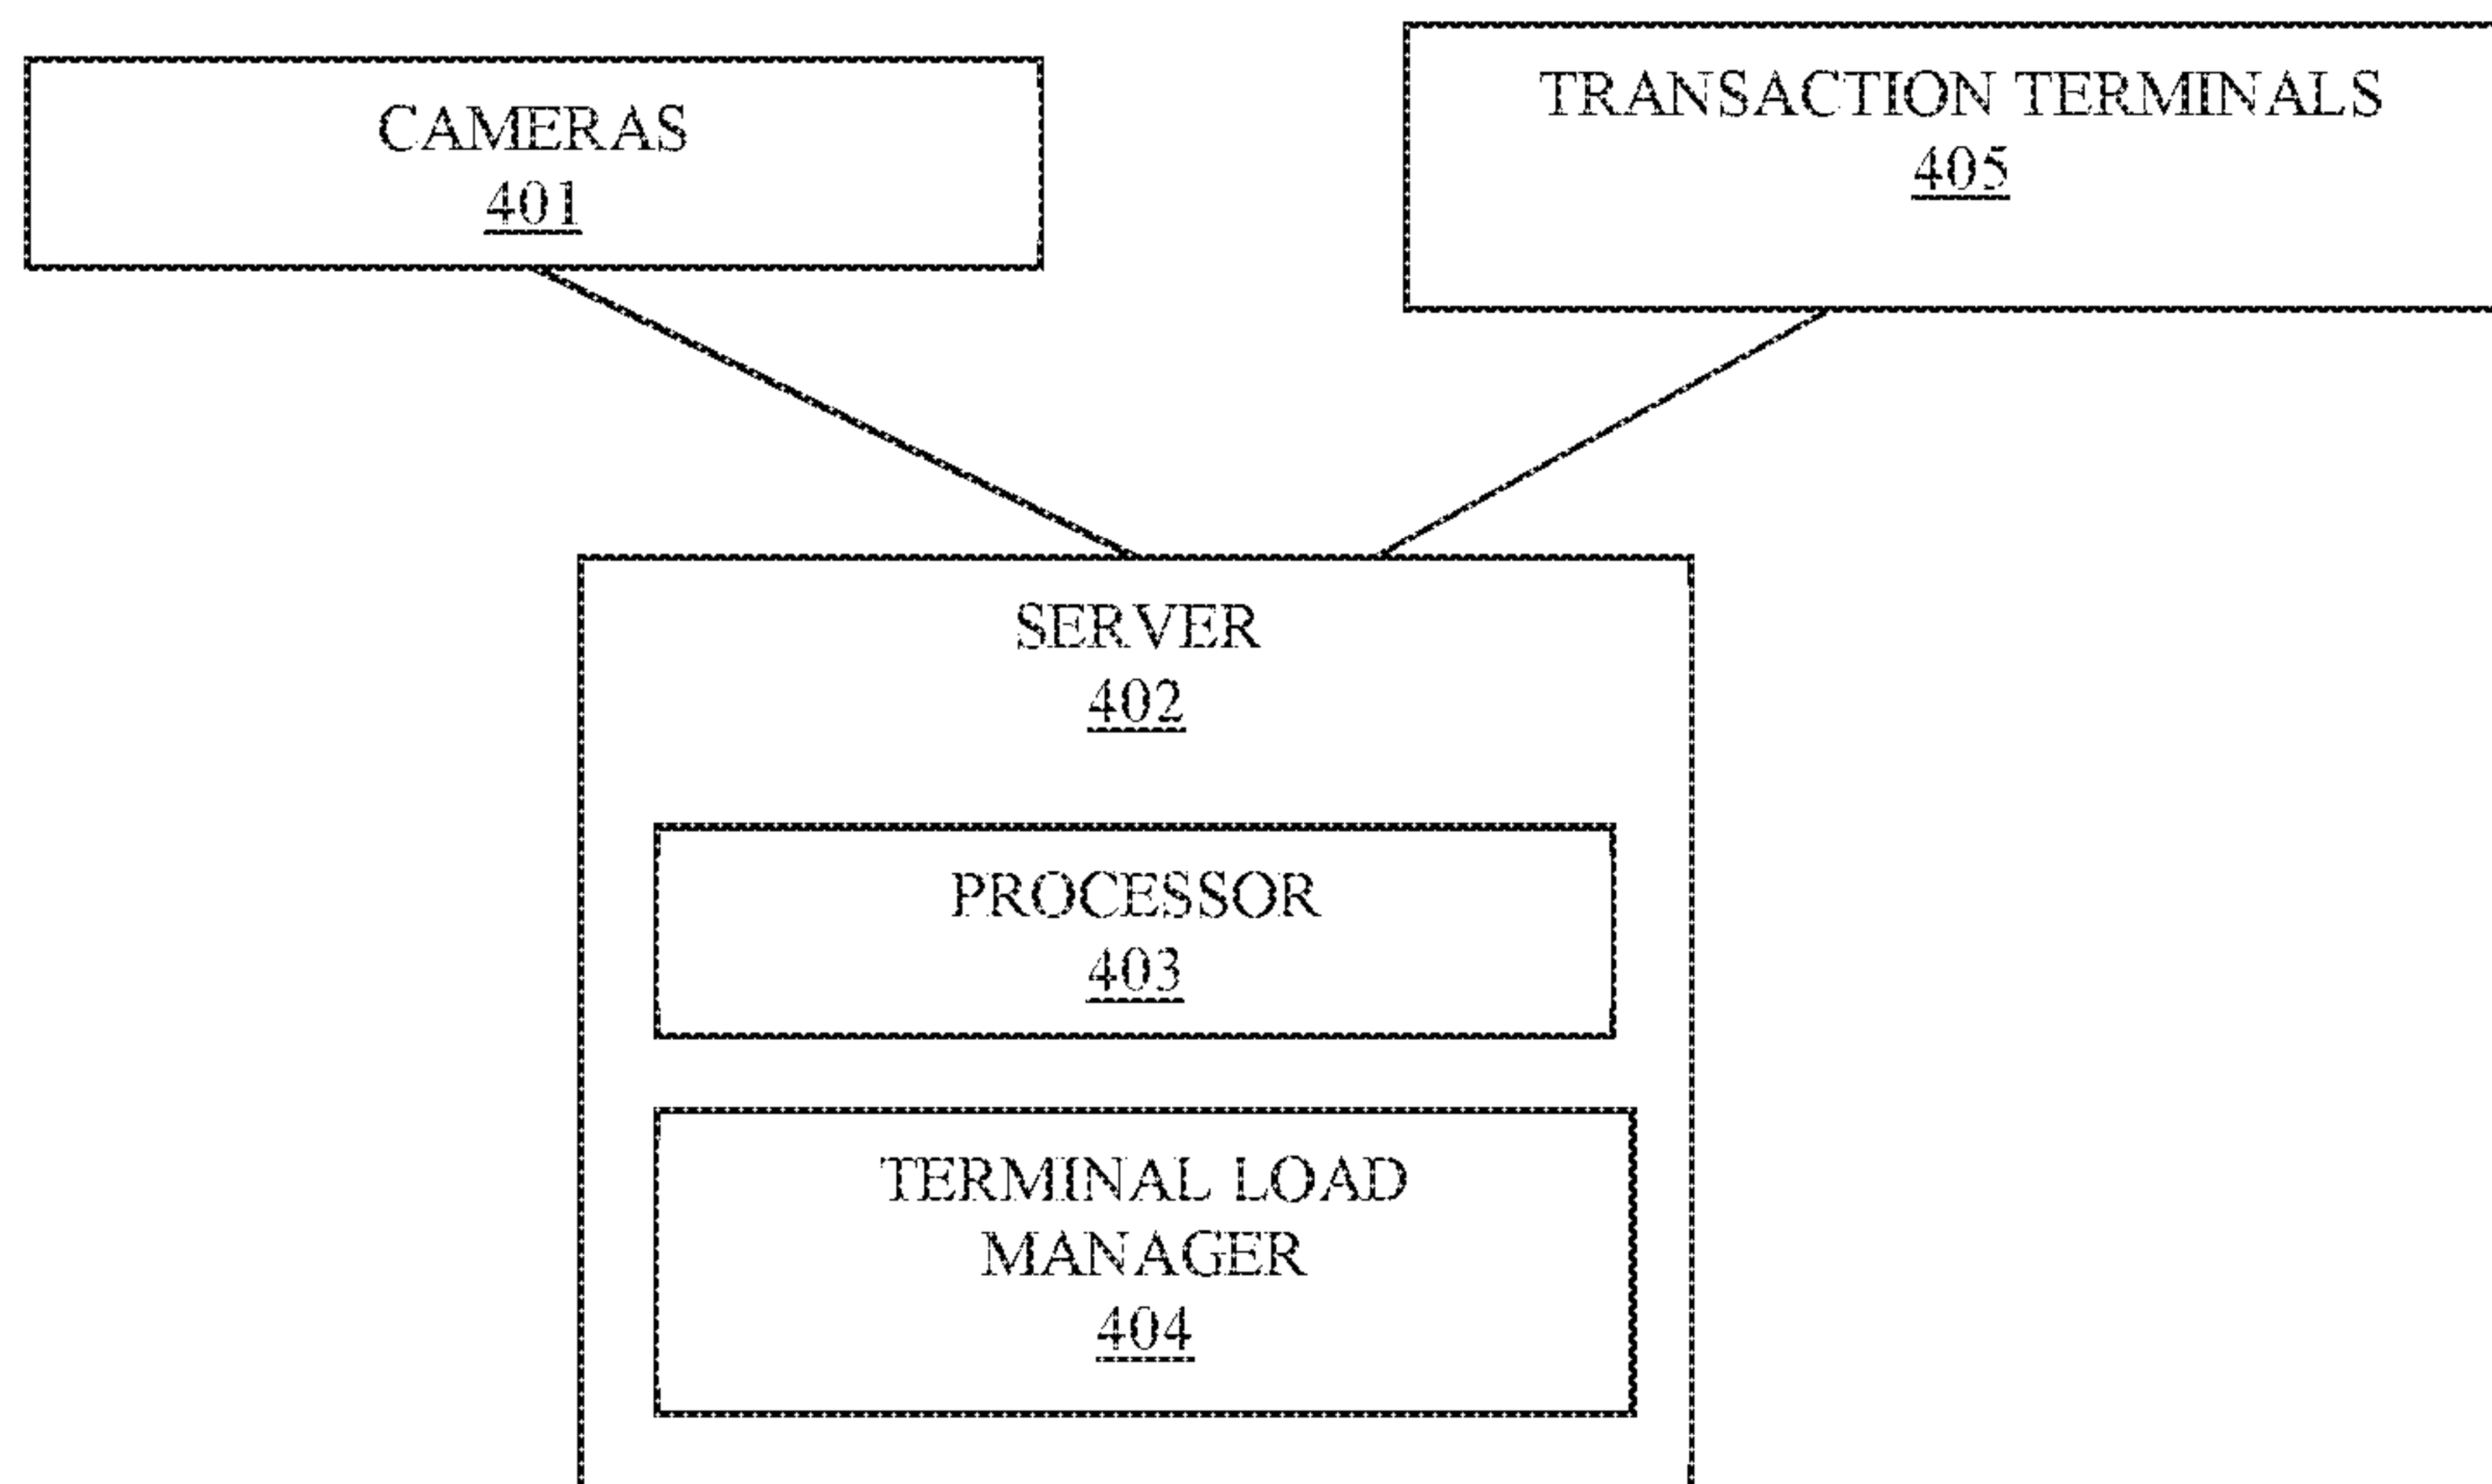 CAMERAS
401
TRANSACTION TERMINALS
405
SERVER
402
PROCESSOR
403
TERMINAL LOAD
MANAGER
404